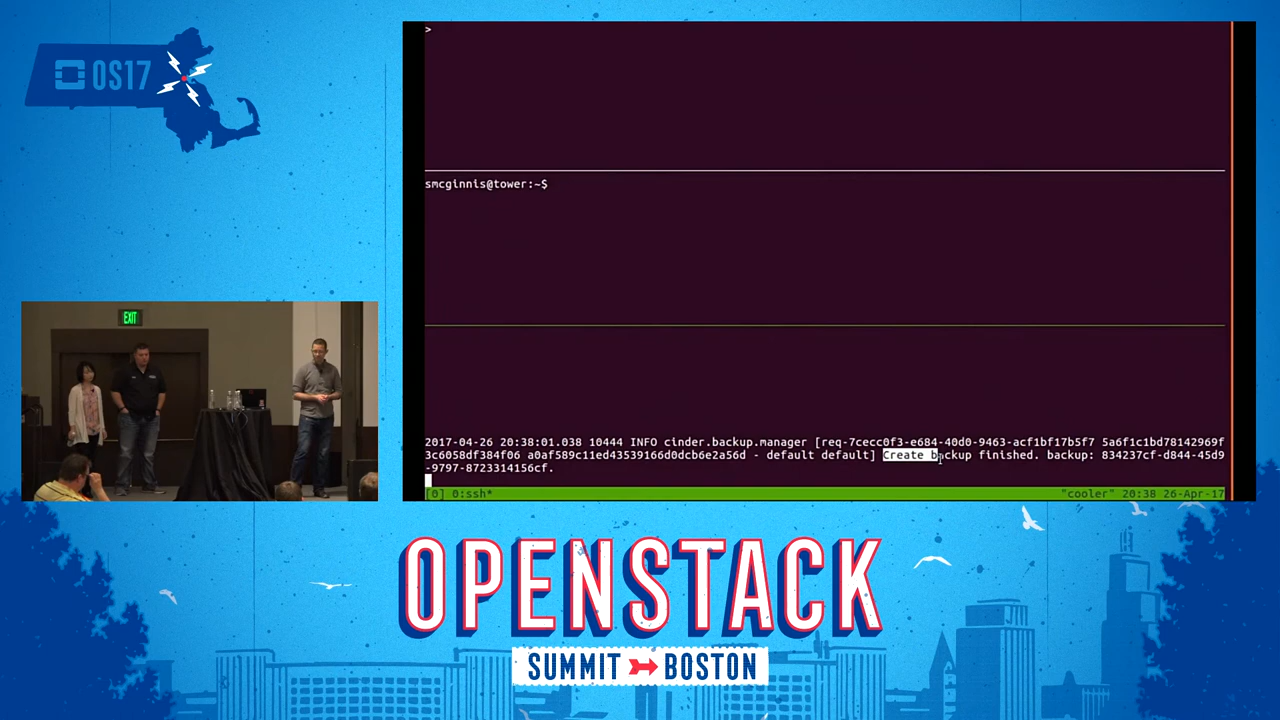 OS17
>
smcginnis@tower:~$
EXIT
2017-04-26 20:38:01.038 10444 INFO cinder.backup.manager [req-7cecc0f3-e684-40d0-9463-acf1bf17b5f7 5a6f1c1bd78142969f
3c6058df384f06 a0af589c11ed43539166d0dcb6e2a56d - default default] Create backup finished. backup: 834237cf-d844-45d9
-9797-8723314156cf.
[0] 0:ssh* "cooler" 20:38 26-Apr-17
OPENSTACK
SUMMIT BOSTON